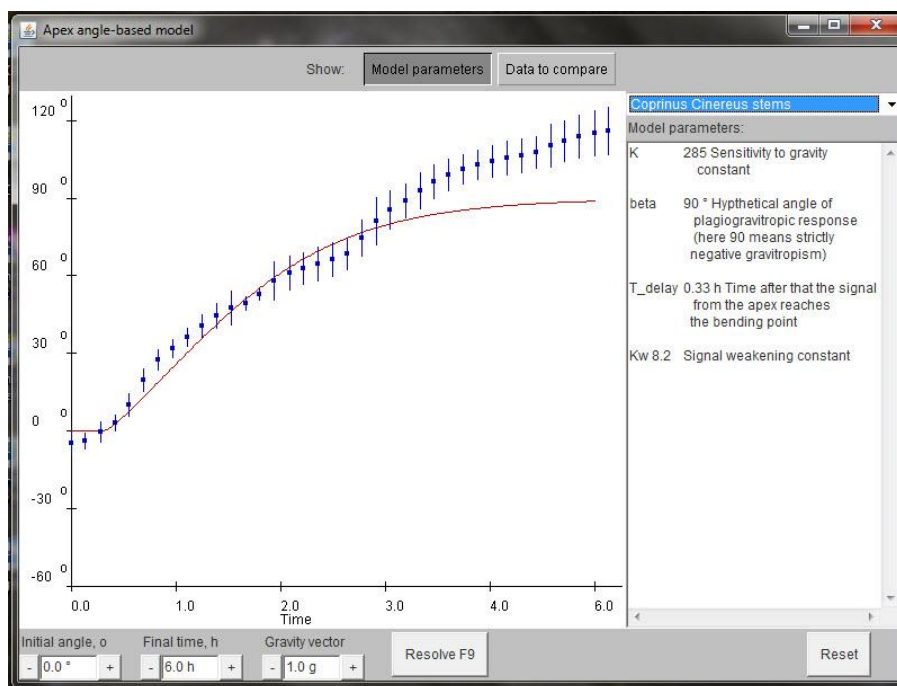 Apex angle-based model
Show: Model parameters Data to compare
Coprinus Cinereus stems
Model parameters:
K 285 Sensitivity to gravity
constant
beta 90 ° Hypthetical angle of
plagiogravitropic response
(here 90 means strictly
negative gravitropism)
T_delay 0.33 h Time after that the signal
from the apex reaches
the bending point
Kw 8.2 Signal weakening constant
120 o
90 o
60 o
30 o
0 o
-30 o
-60 o
0.0 1.0 2.0 3.0 4.0 6.0
Time
Initial angle, o Final time, h Gravity vector
- 0.0 ° + - 6.0 h + - 1.0 g + Resolve F9 Reset